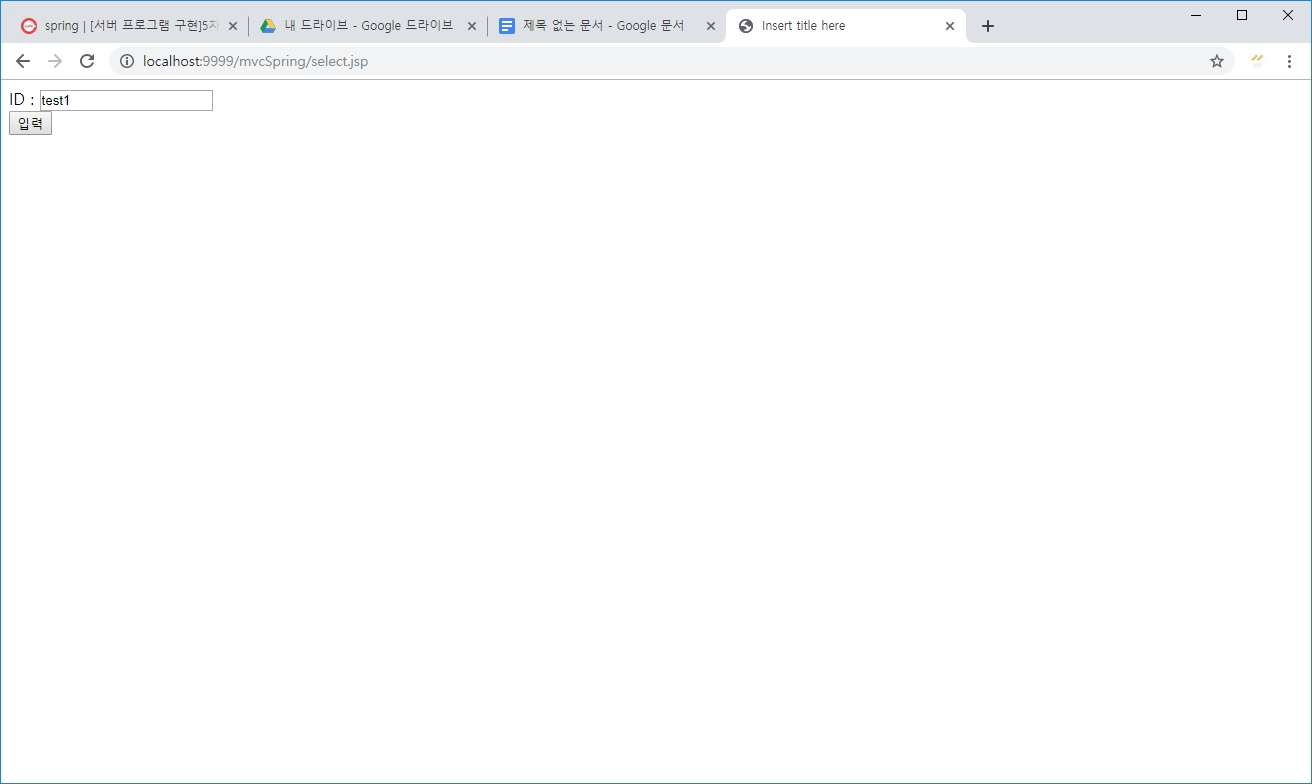 spring | [서버 프로그램 구현]5차
내 드라이브 - Google 드라이브
제목 없는 문서 - Google 문서
Insert title here
localhost:9999/mvcSpring/select.jsp
ID : test1
입력